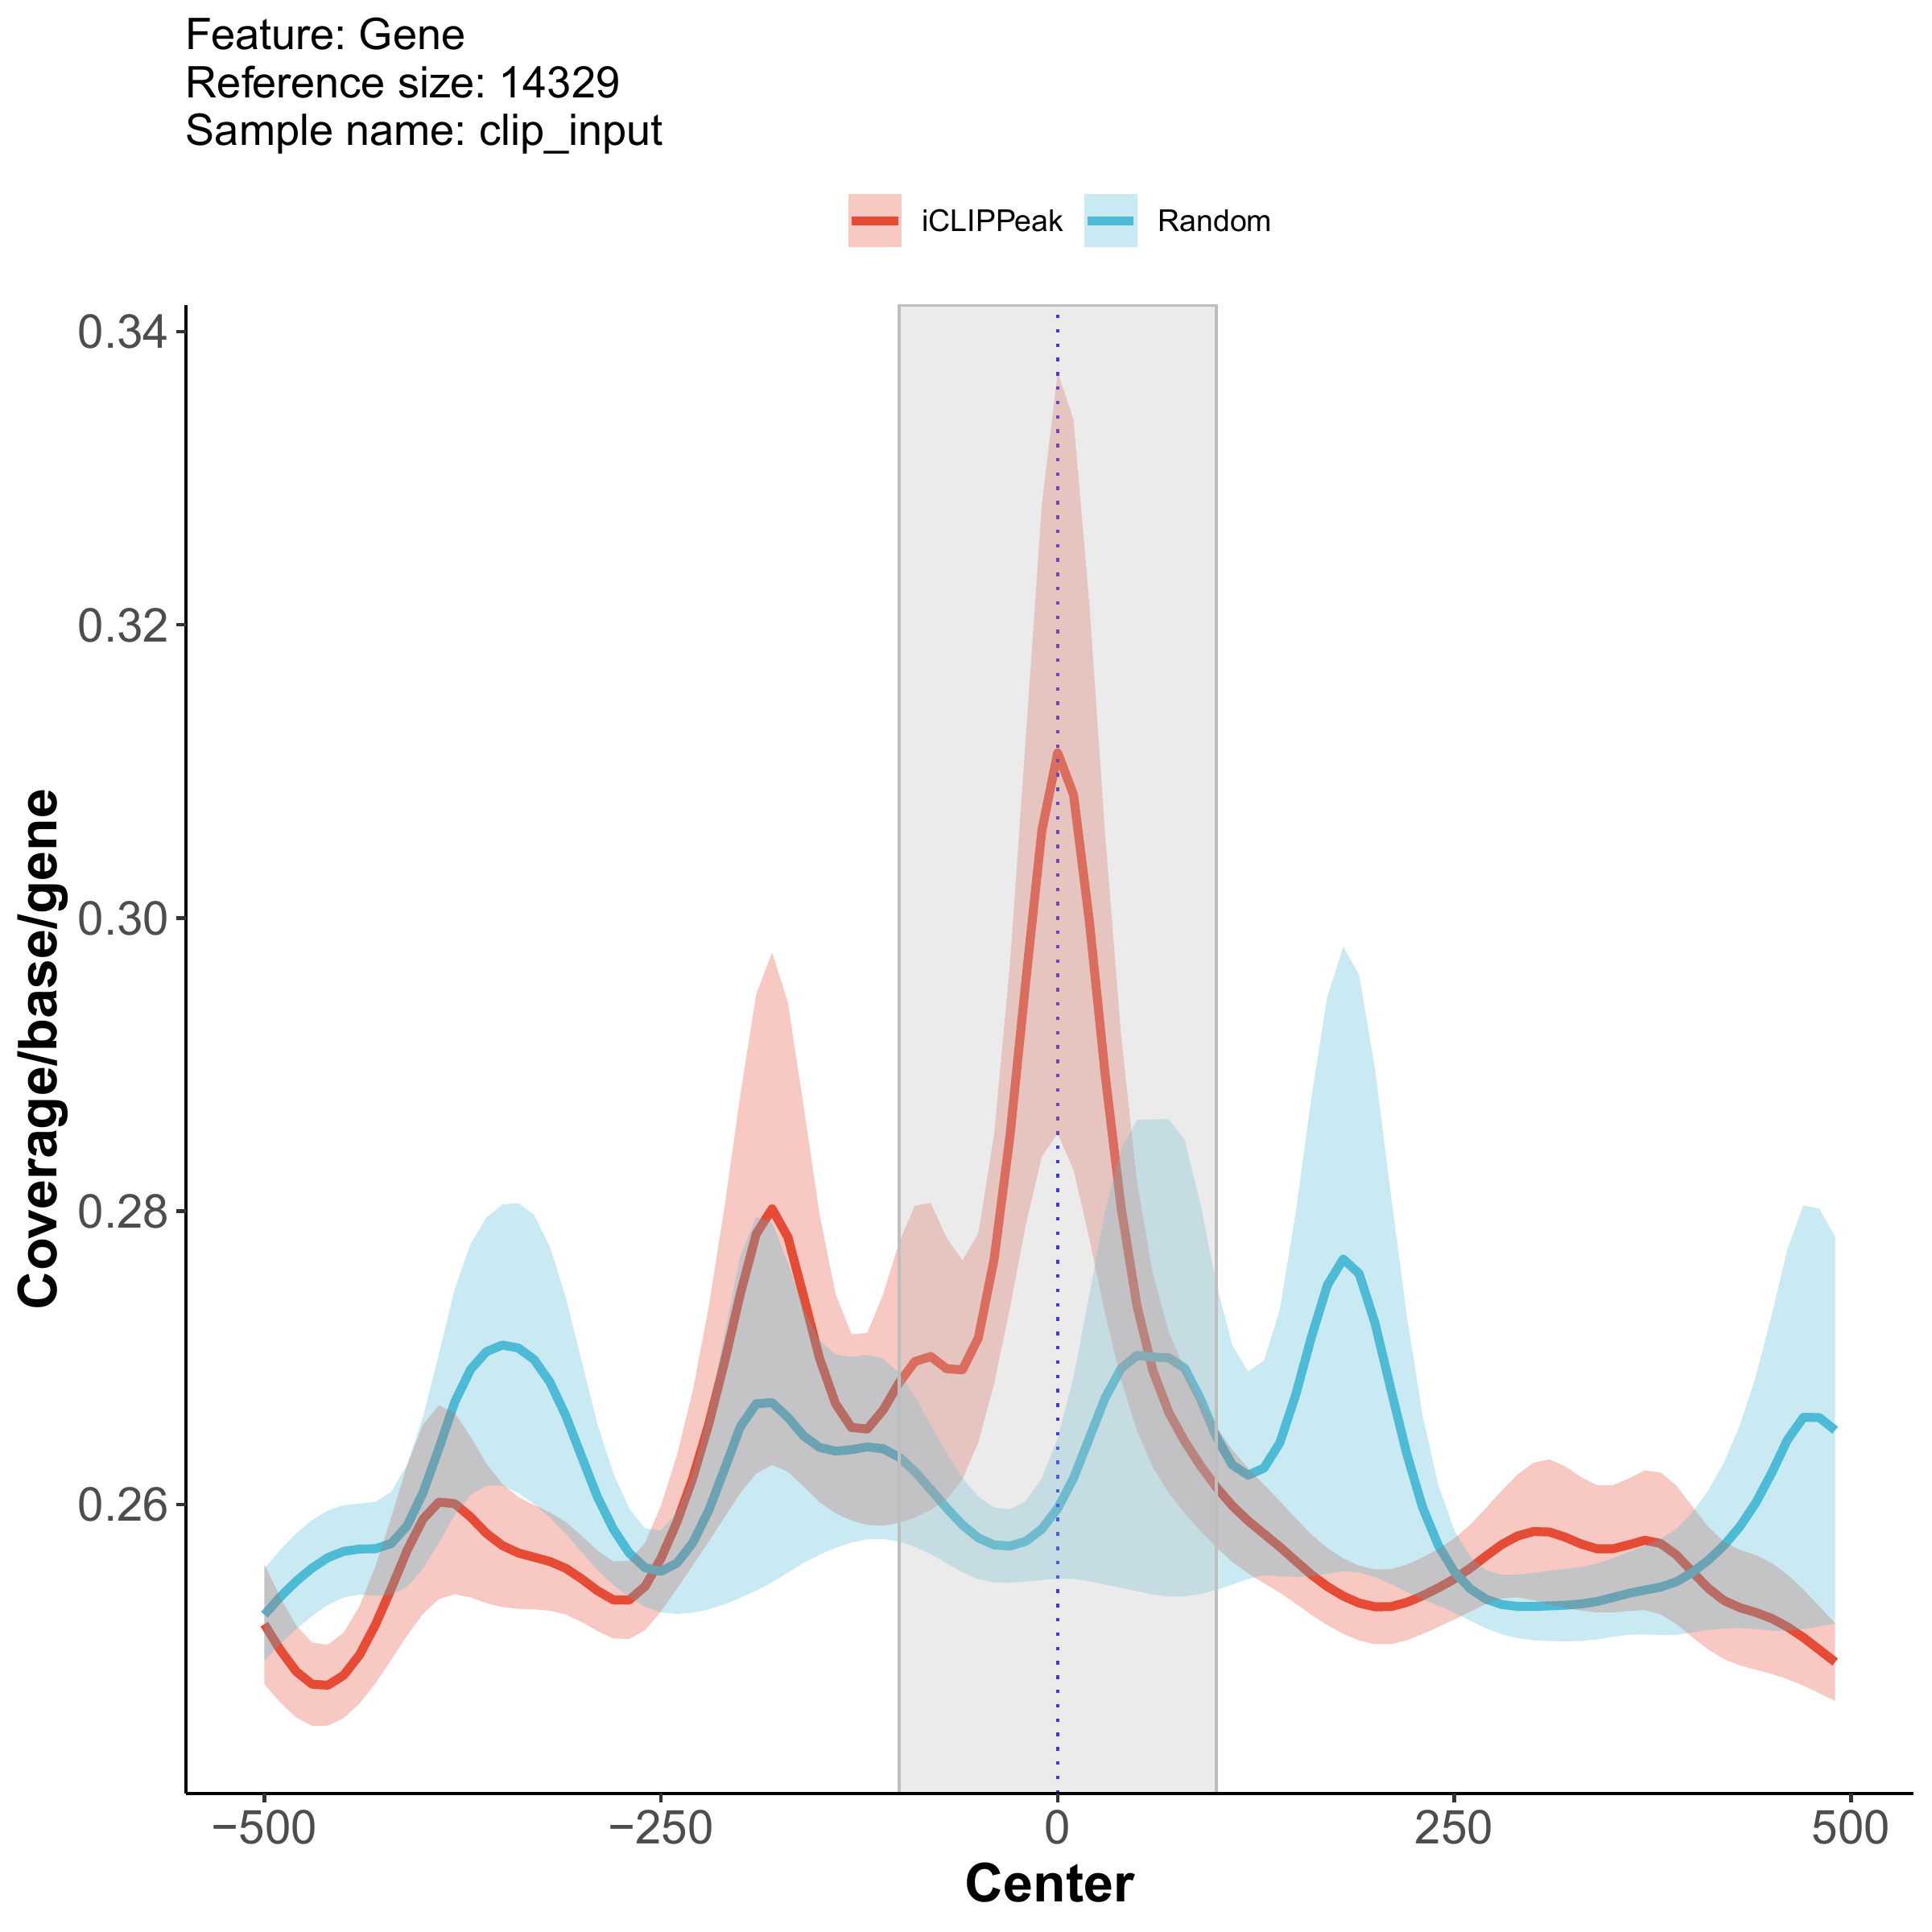 Feature: Gene
Reference size: 14329
Sample name: clip_input
iCLIPPeak Random
0.34
0.32
0.30
0.28
0.26
Coverage/base/gene
−500 −250 0 250 500
Center